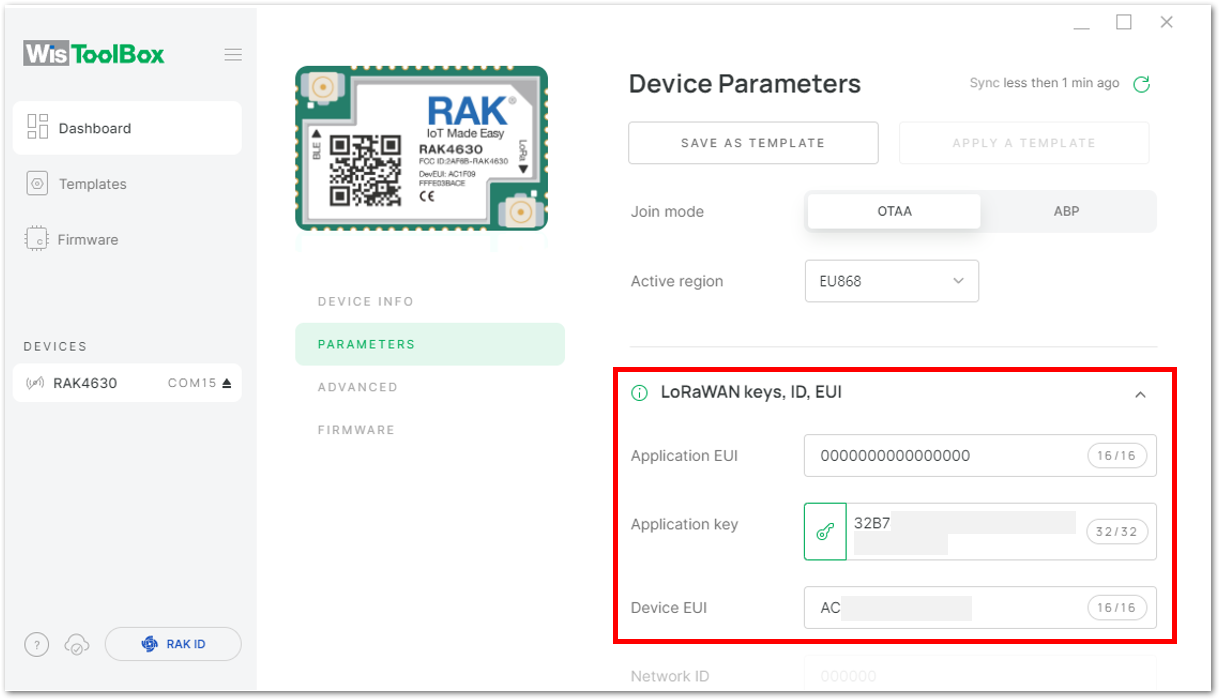 WisToolBox
Dashboard
Templates
Firmware
DEVICES
RAK4630 COM15
?
RAK ID
RAK®
IoT Made Easy
RAK4630
FCC ID:2AF6B-RAK4630
DevEUI: AC1F09
FFFE03BACE
CE
BLE
LoRa
DEVICE INFO
PARAMETERS
ADVANCED
FIRMWARE
Device Parameters
Sync less then 1 min ago
SAVE AS TEMPLATE
APPLY A TEMPLATE
Join mode
OTAA
ABP
Active region
EU868
LoRaWAN keys, ID, EUI
Application EUI
0000000000000000
16/16
Application key
32B7
32/32
Device EUI
AC
16/16
Network ID
000000